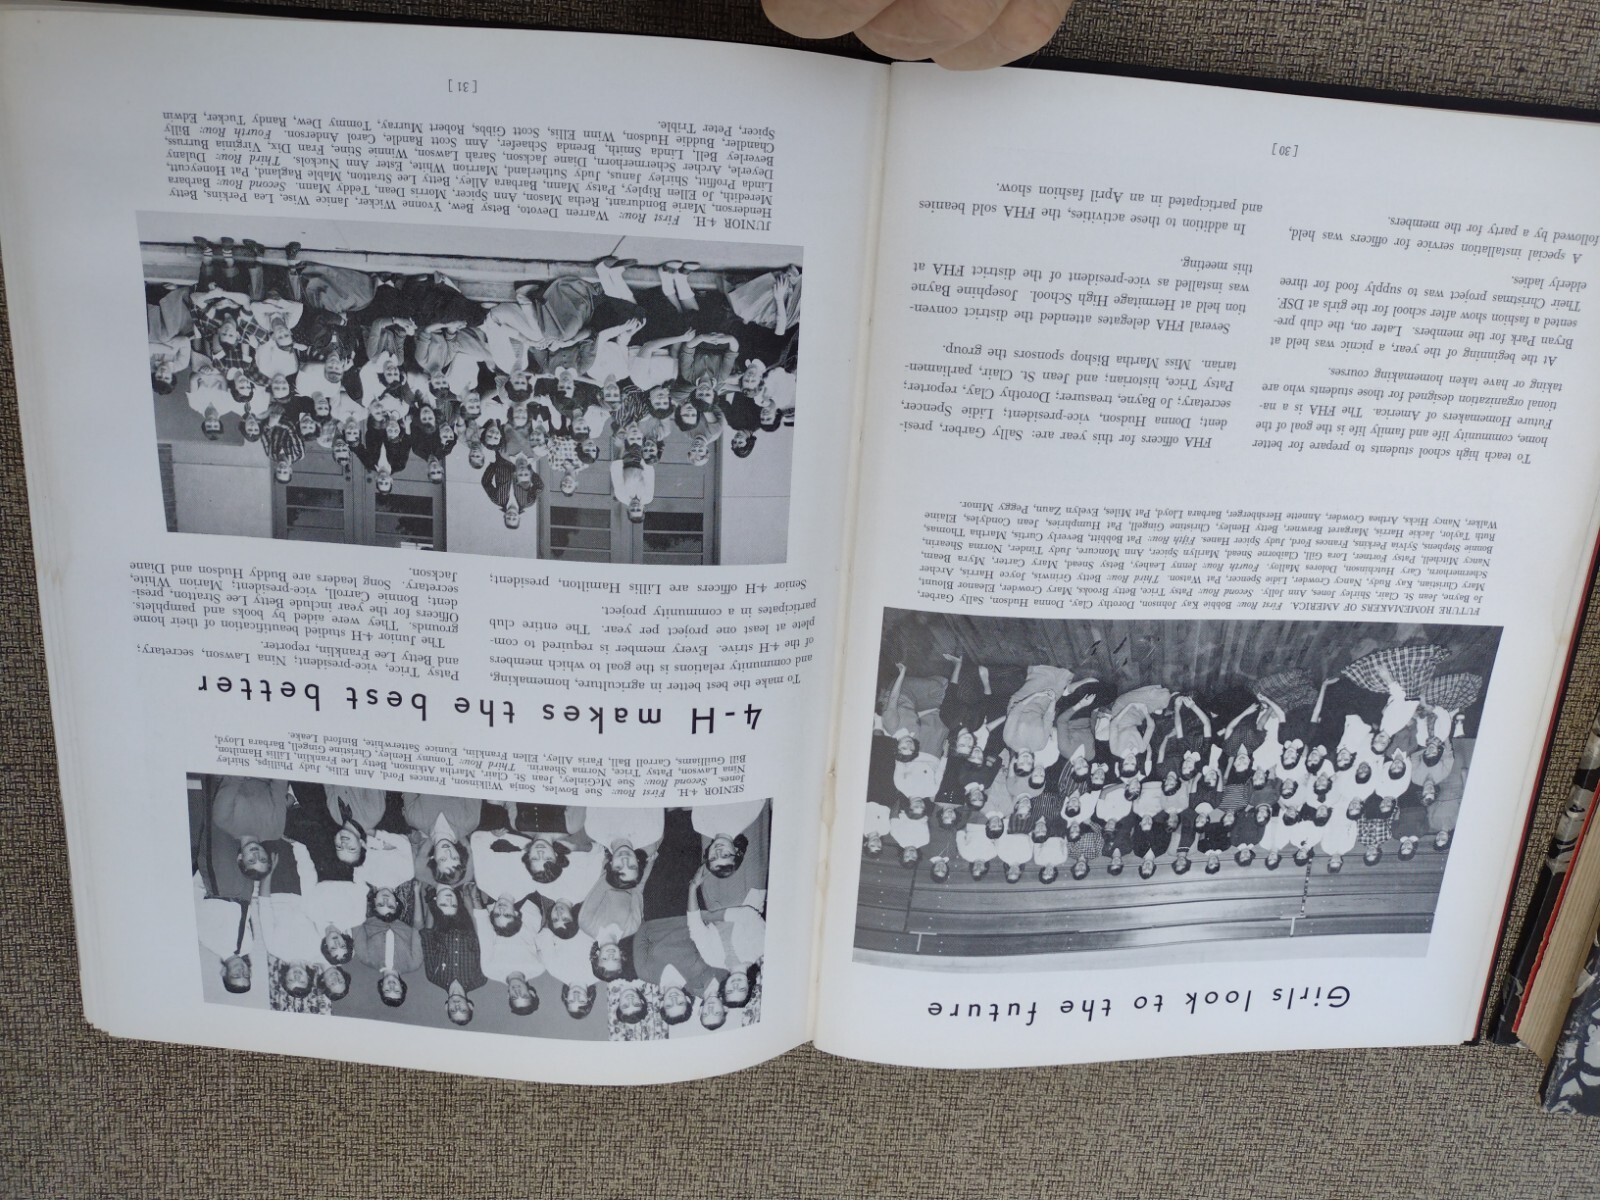 Girls look to the future
FUTURE HOMEMAKERS OF AMERICA. First Row: Bobbie Kay Johnson, Dorothy Clay, Donna Hudson, Sally Garber,
Jo Bayne, Jean St. Clair, Shirley Jones, Ann Jolly. Second Row: Patsy Trice, Betty Brooks, Mary Crowder, Eleanor Blount,
Mary Christian, Kay Rudy, Nancy Crowder, Lidie Spencer, Pat Watson. Third Row: Betty Grinwis, Joyce Harris, Archer
Schermerhorn, Cary Hutchinson, Dolores Mailey. Fourth Row: Jenny Leahey, Betsy Snead, Mary Carter, Myra Beam,
Nancy Mitchell, Patsy Fortner, Lora Gill, Claiborne Snead, Marilyn Spicer, Ann Moncure, Judy Tinder, Norma Shearin,
Bonnie Stephens, Sylvia Perkins, Frances Ford, Judy Spicer Hanes. Fifth Row: Pat Bobbitt, Beverly Curtis, Martha Thomas,
Ruth Taylor, Jackie Harris, Margaret Brawner, Betty Henley, Christine Gingell, Pat Humphries, Jean Condyles, Elaine
Walker, Nancy Hicks, Arthea Crowder, Annette Hershberger, Barbara Lloyd, Pat Miles, Evelyn Zaun, Peggy Minor.
To teach high school students to prepare for better
home, community life and family life is the goal of the
Future Homemakers of America. The FHA is a na-
tional organization designed for those students who are
taking or have taken homemaking courses.
At the beginning of the year, a picnic was held at
Bryan Park for the members. Later on, the club pre-
sented a fashion show after school for the girls at DSF.
Their Christmas project was to supply food for three
elderly ladies.
A special installation service for officers was held,
followed by a party for the members.
FHA officers for this year are: Sally Garber, presi-
dent; Donna Hudson, vice-president; Lidie Spencer,
secretary; Jo Bayne, treasurer; Dorothy Clay, reporter;
Patsy Trice, historian; and Jean St. Clair, parliamen-
tarian. Miss Martha Bishop sponsors the group.
Several FHA delegates attended the district conven-
tion held at Hermitage High School. Josephine Bayne
was installed as vice-president of the district FHA at
this meeting.
In addition to these activities, the FHA sold beanies
and participated in an April fashion show.
[ 30 ]
SENIOR 4-H. First Row: Sue Bowles, Sonja Wilkinson, Frances Ford, Ann Ellis, Judy Phillips, Shirley
Jones. Second Row: Sue McKinley, Jean St. Clair, Martha Atkinson, Betty Lee Franklin, Lillis Hamilton,
Nina Lawson, Patsy Trice, Norma Shearin. Third Row: Tommy Henley, Christine Gingell, Barbara Lloyd,
Bill Guilliams, Carroll Ball, Faris Alley, Ellen Franklin, Eunice Satterwhite, Binford Leake.
4-H makes the best better
To make the best better in agriculture, homemaking,
and community relations is the goal to which members
of the 4-H strive. Every member is required to com-
plete at least one project per year. The entire club
participates in a community project.
Senior 4-H officers are Lillis Hamilton, president;
Patsy Trice, vice-president; Nina Lawson, secretary;
and Betty Lee Franklin, reporter.
The Junior 4-H studied beautification of their home
grounds. They were aided by books and pamphlets.
Officers for the year include Betty Lee Stratton, presi-
dent; Bonnie Carroll, vice-president; Marion White,
secretary. Song leaders are Buddy Hudson and Diane
Jackson.
JUNIOR 4-H. First Row: Warren Devoto, Betsy Bew, Yvonne Wicker, Janice Wise, Lea Perkins, Betty
Henderson, Marie Bondurant, Retha Mason, Ann Spicer, Morris Dean, Teddy Mann. Second Row: Barbara
Meredith, Jo Ellen Ripley, Patsy Mann, Barbara Alley, Betty Lee Stratton, Mable Ragland, Pat Honeycutt,
Linda Proffitt, Shirley Janus, Judy Sutherland, Marrion White, Ester Ann Nuckols. Third Row: Dulany
Deyerle, Archer Schermerhorn, Diane Jackson, Sarah Lawson, Winnie Stine, Fran Dix, Virginia Burruss,
Beverley Bell, Linda Smith, Brenda Schaefer, Ann Scott Randle, Carol Anderson. Fourth Row: Billy
Chandler, Buddie Hudson, Winn Ellis, Scott Gibbs, Robert Murray, Tommy Dew, Randy Tucker, Edwin
Spicer, Peter Trible.
[ 31 ]